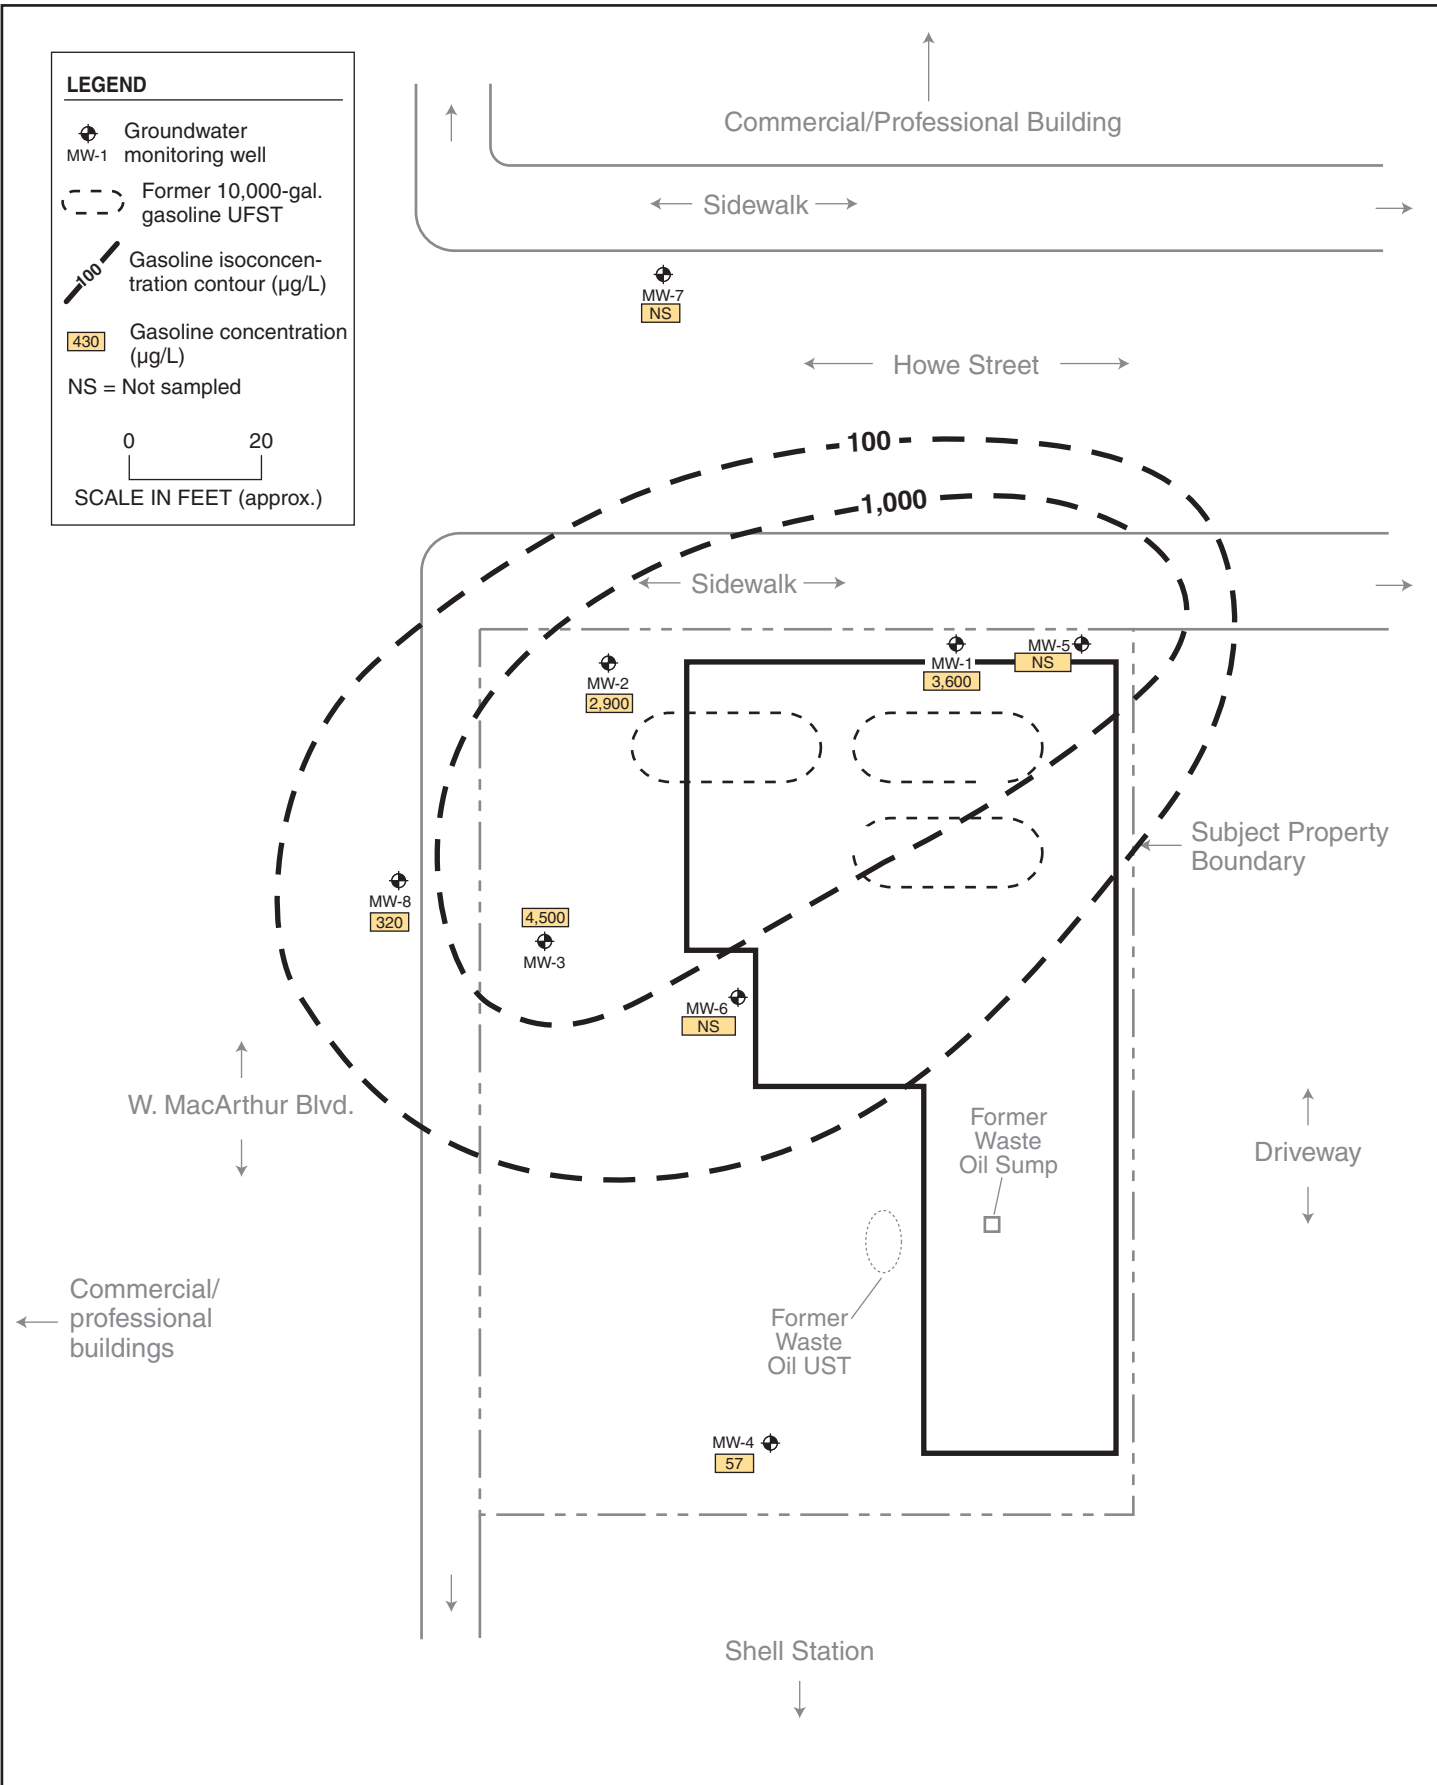 LEGEND
MW-1
Groundwater
monitoring well
Former 10,000-gal.
gasoline UFST
100
Gasoline isoconcen-
tration contour (µg/L)
430
Gasoline concentration
(µg/L)
NS = Not sampled
0 20
SCALE IN FEET (approx.)
Commercial/Professional Building
Sidewalk
MW-7
NS
Howe Street
100
1,000
Sidewalk
MW-2
2,900
MW-1
3,600
MW-5
NS
Subject Property
Boundary
MW-8
320
4,500
MW-3
MW-6
NS
W. MacArthur Blvd.
Former
Waste
Oil Sump
Driveway
Commercial/
professional
buildings
Former
Waste
Oil UST
MW-4
57
Shell Station